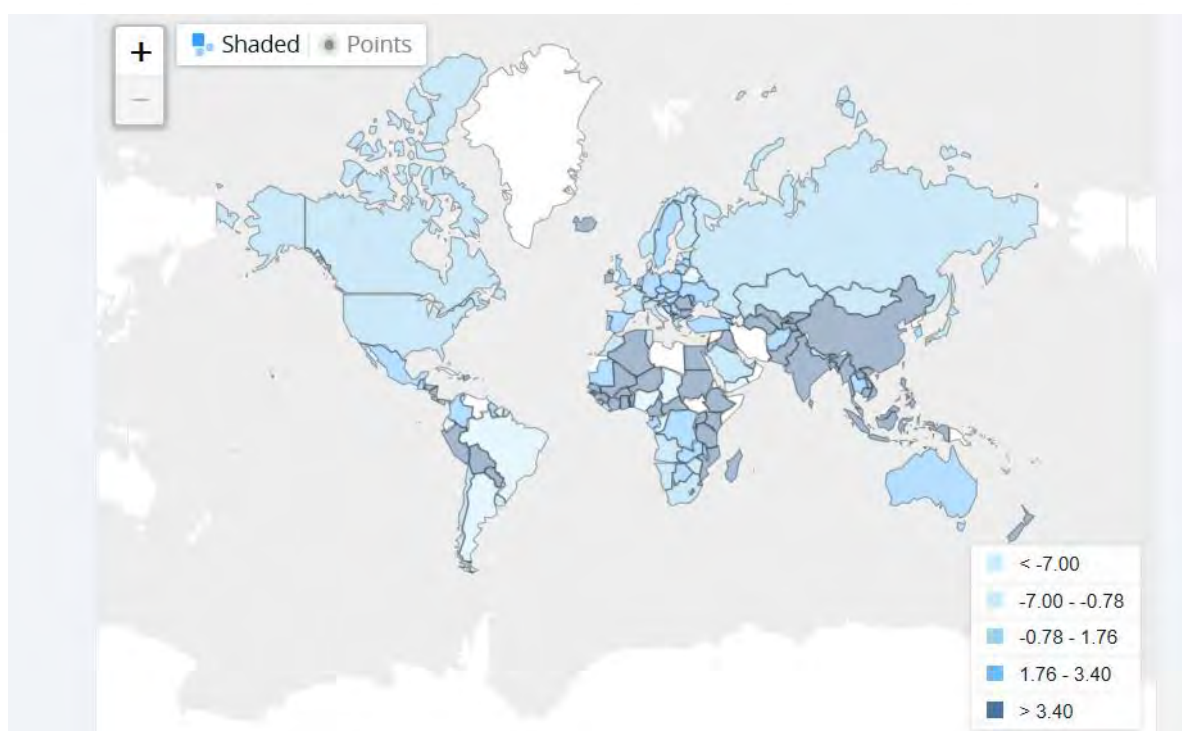 +
Shaded Points
−
< -7.00
-7.00 - -0.78
-0.78 - 1.76
1.76 - 3.40
> 3.40